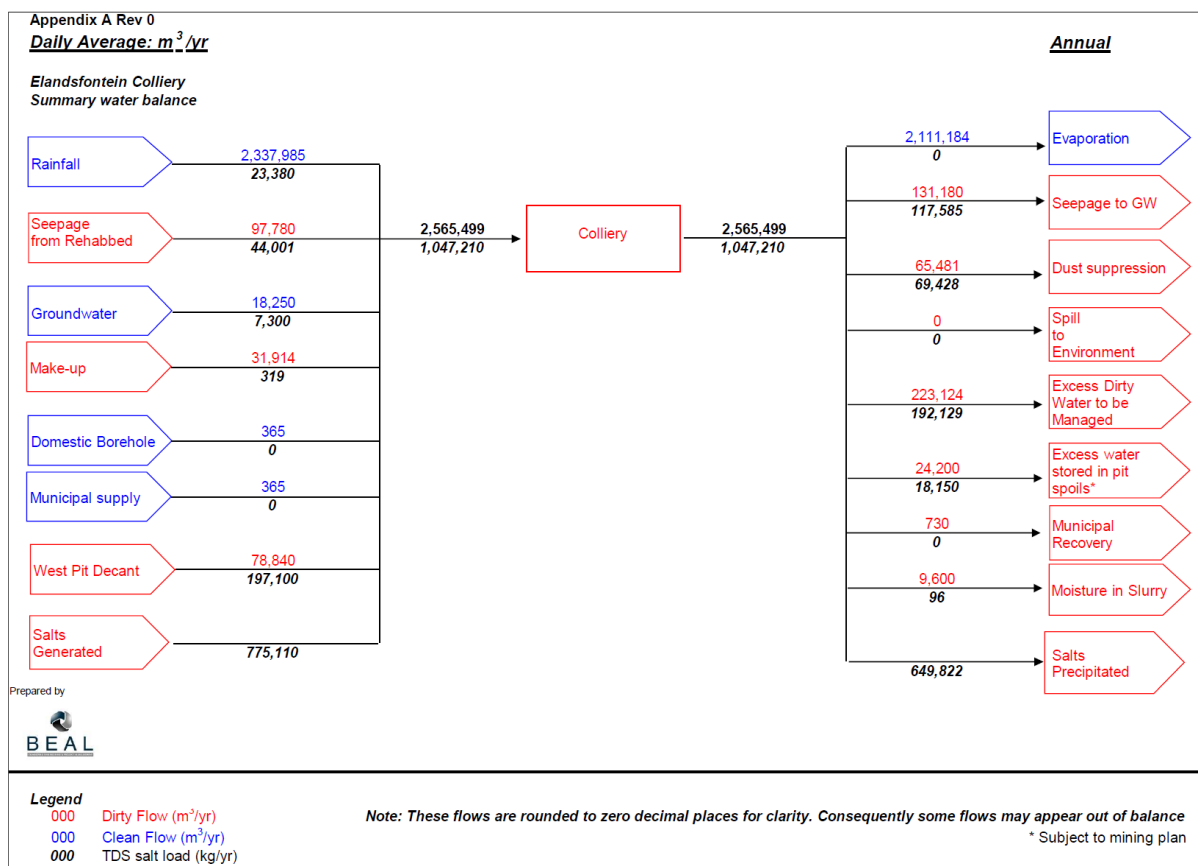 Appendix A Rev 0
Daily Average: m³/yr
Annual
Elandsfontein Colliery
Summary water balance
Rainfall
2,337,985
23,380
Seepage
from Rehabbed
97,780
44,001
Groundwater
18,250
7,300
Make-up
31,914
319
Domestic Borehole
365
0
Municipal supply
365
0
West Pit Decant
78,840
197,100
Salts
Generated
775,110
2,565,499
1,047,210
Colliery
2,565,499
1,047,210
2,111,184
0
Evaporation
131,180
117,585
Seepage to GW
65,481
69,428
Dust suppression
0
0
Spill
to
Environment
223,124
192,129
Excess Dirty
Water to be
Managed
24,200
18,150
Excess water
stored in pit
spoils*
730
0
Municipal
Recovery
9,600
96
Moisture in Slurry
649,822
Salts
Precipitated
Prepared by
BEAL
Legend
000 Dirty Flow (m³/yr)
000 Clean Flow (m³/yr)
000 TDS salt load (kg/yr)
Note: These flows are rounded to zero decimal places for clarity. Consequently some flows may appear out of balance
* Subject to mining plan